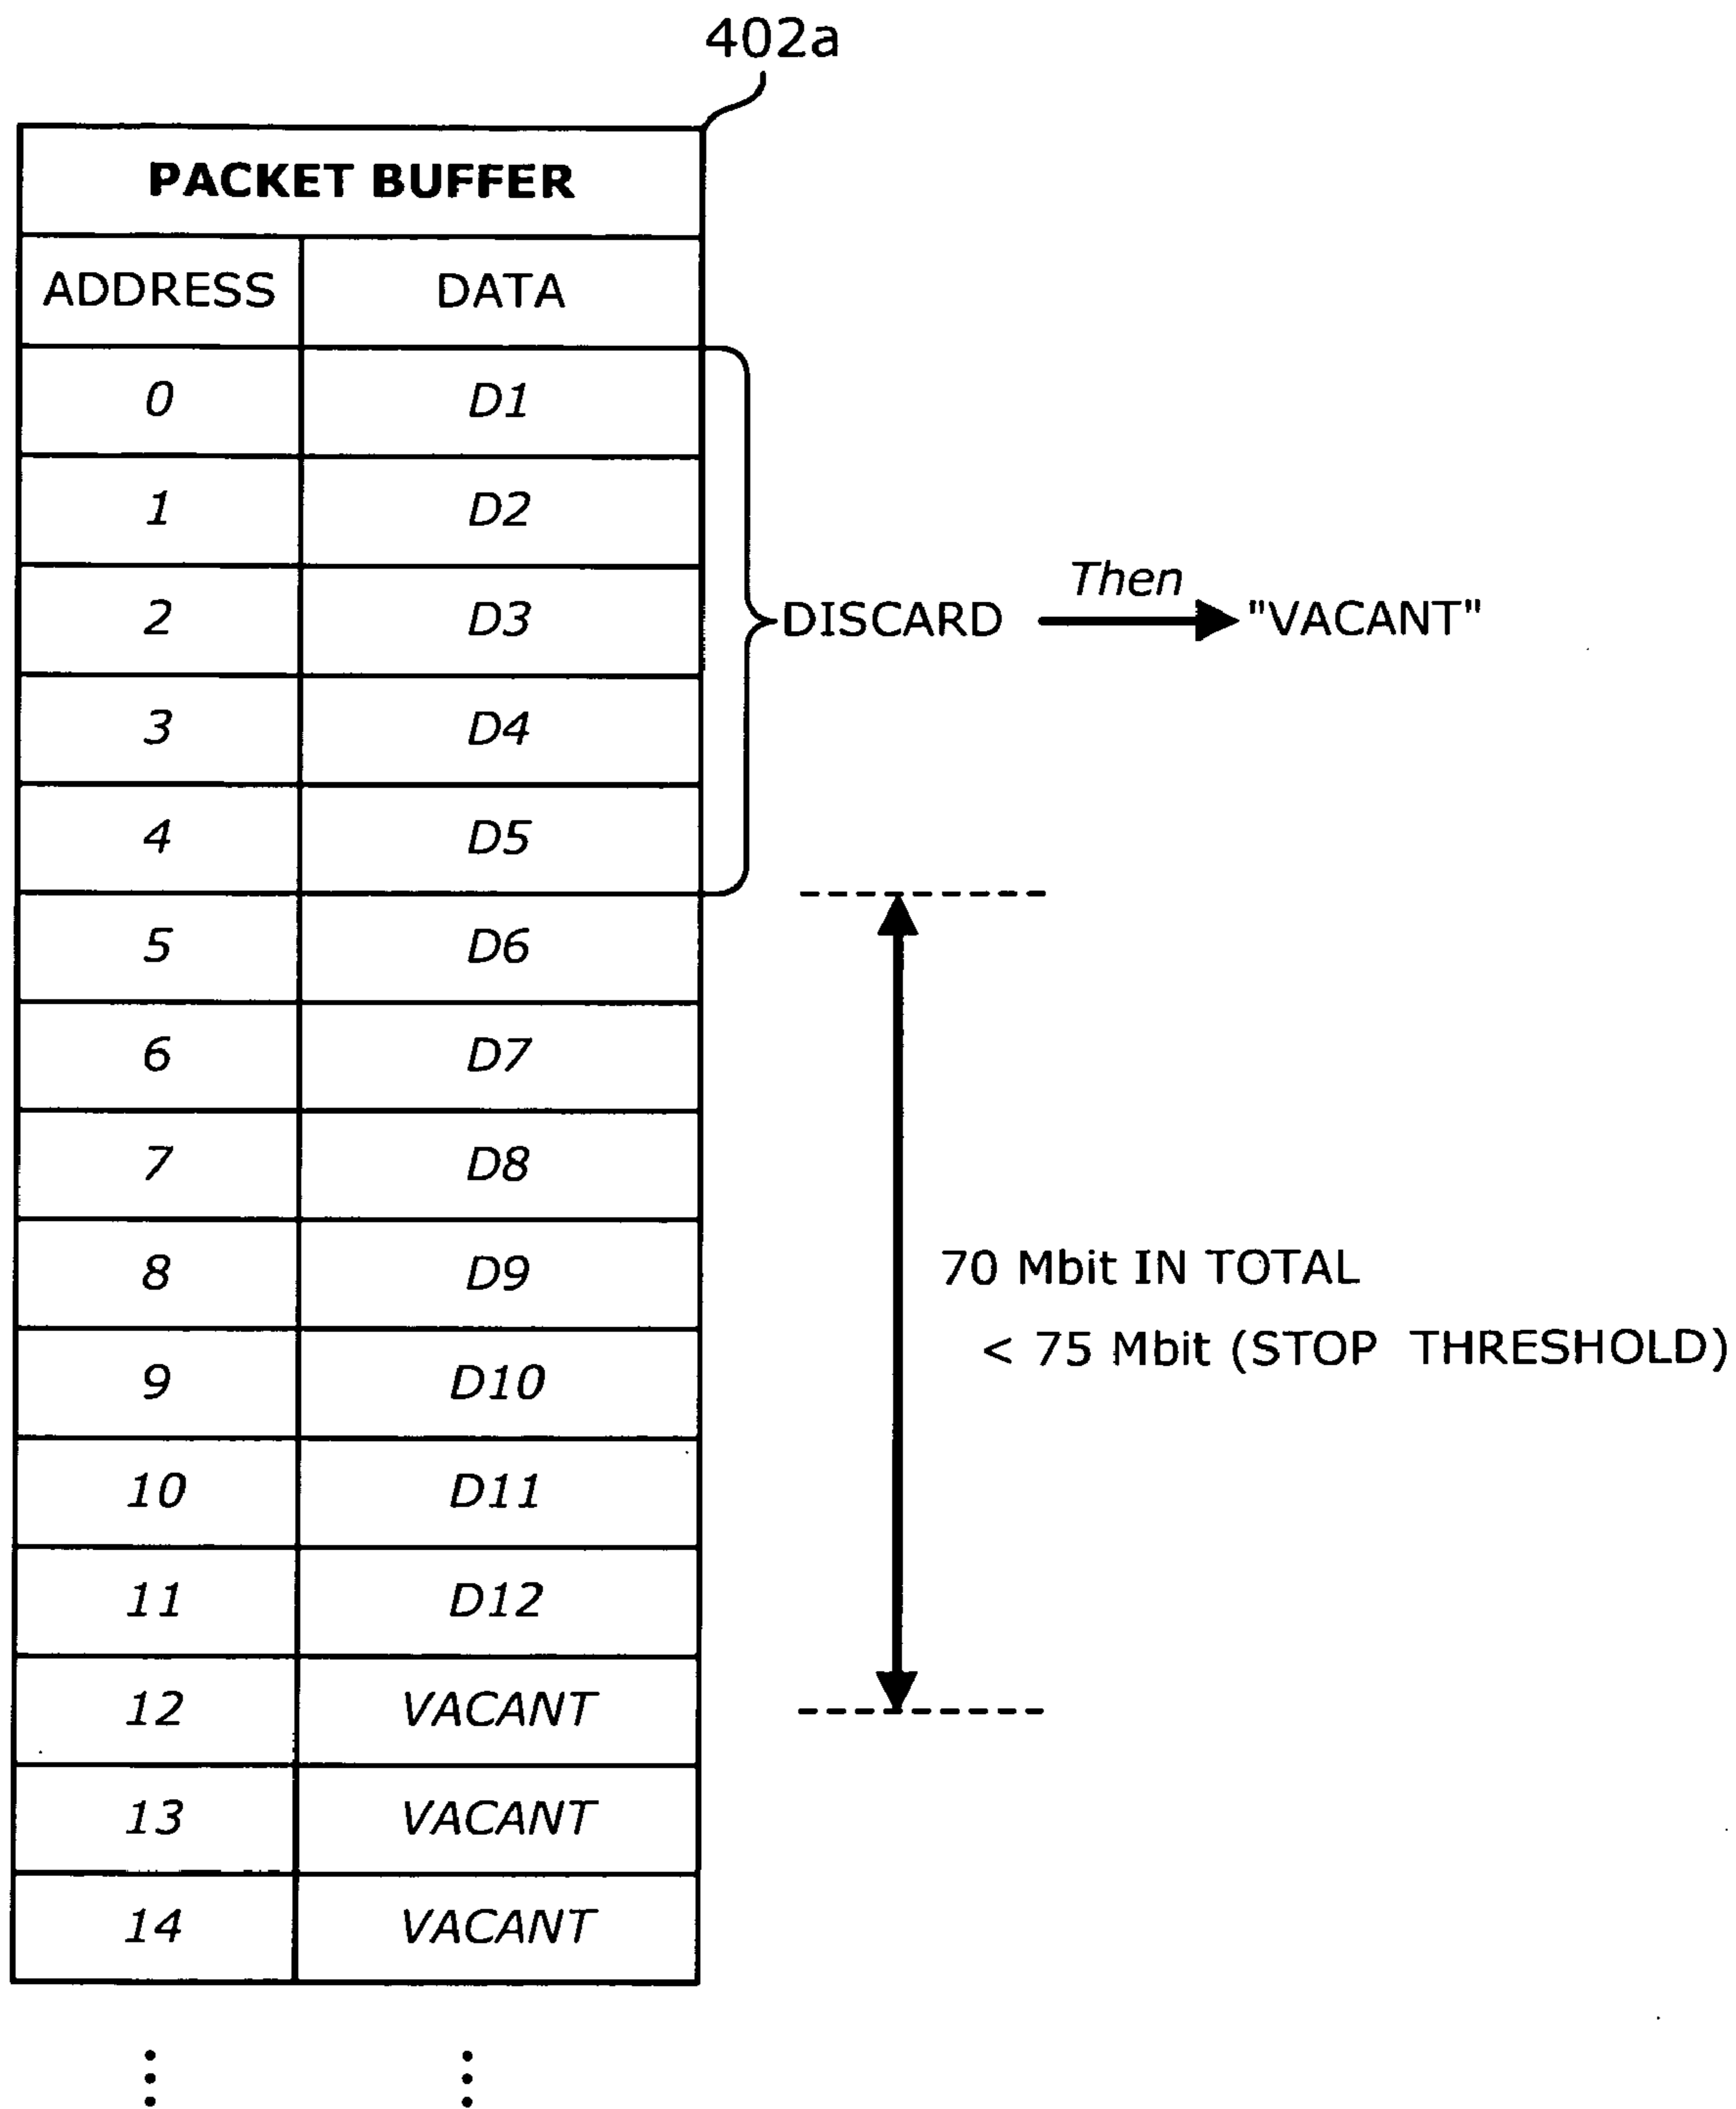 402a
PACKET BUFFER
ADDRESS DATA
0 D1
1 D2
2 D3
3 D4
4 D5
5 D6
6 D7
7 D8
8 D9
9 D10
10 D11
11 D12
12 VACANT
13 VACANT
14 VACANT
DISCARD Then "VACANT"
70 Mbit IN TOTAL
< 75 Mbit (STOP THRESHOLD)